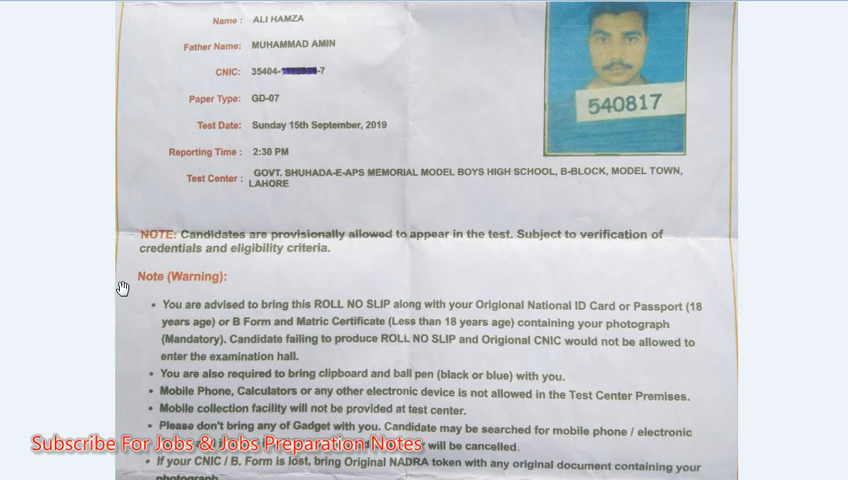 Name : ALI HAMZA
Father Name: MUHAMMAD AMIN
CNIC: 35404- -7
Paper Type: GD-07
Test Date: Sunday 15th September, 2019
Reporting Time : 2:30 PM
Test Center : GOVT. SHUHADA-E-APS MEMORIAL MODEL BOYS HIGH SCHOOL, B-BLOCK, MODEL TOWN,
LAHORE
540817
NOTE: Candidates are provisionally allowed to appear in the test. Subject to verification of
credentials and eligibility criteria.
Note (Warning):
• You are advised to bring this ROLL NO SLIP along with your Origional National ID Card or Passport (18
years age) or B Form and Matric Certificate (Less than 18 years age) containing your photograph
(Mandatory). Candidate failing to produce ROLL NO SLIP and Origional CNIC would not be allowed to
enter the examination hall.
• You are also required to bring clipboard and ball pen (black or blue) with you.
• Mobile Phone, Calculators or any other electronic device is not allowed in the Test Center Premises.
• Mobile collection facility will not be provided at test center.
• Please don't bring any of Gadget with you. Candidate may be searched for mobile phone / electronic
will be cancelled.
Subscribe For Jobs & Jobs Preparation Notes
• If your CNIC / B. Form is lost, bring Original NADRA token with any original document containing your
photograph